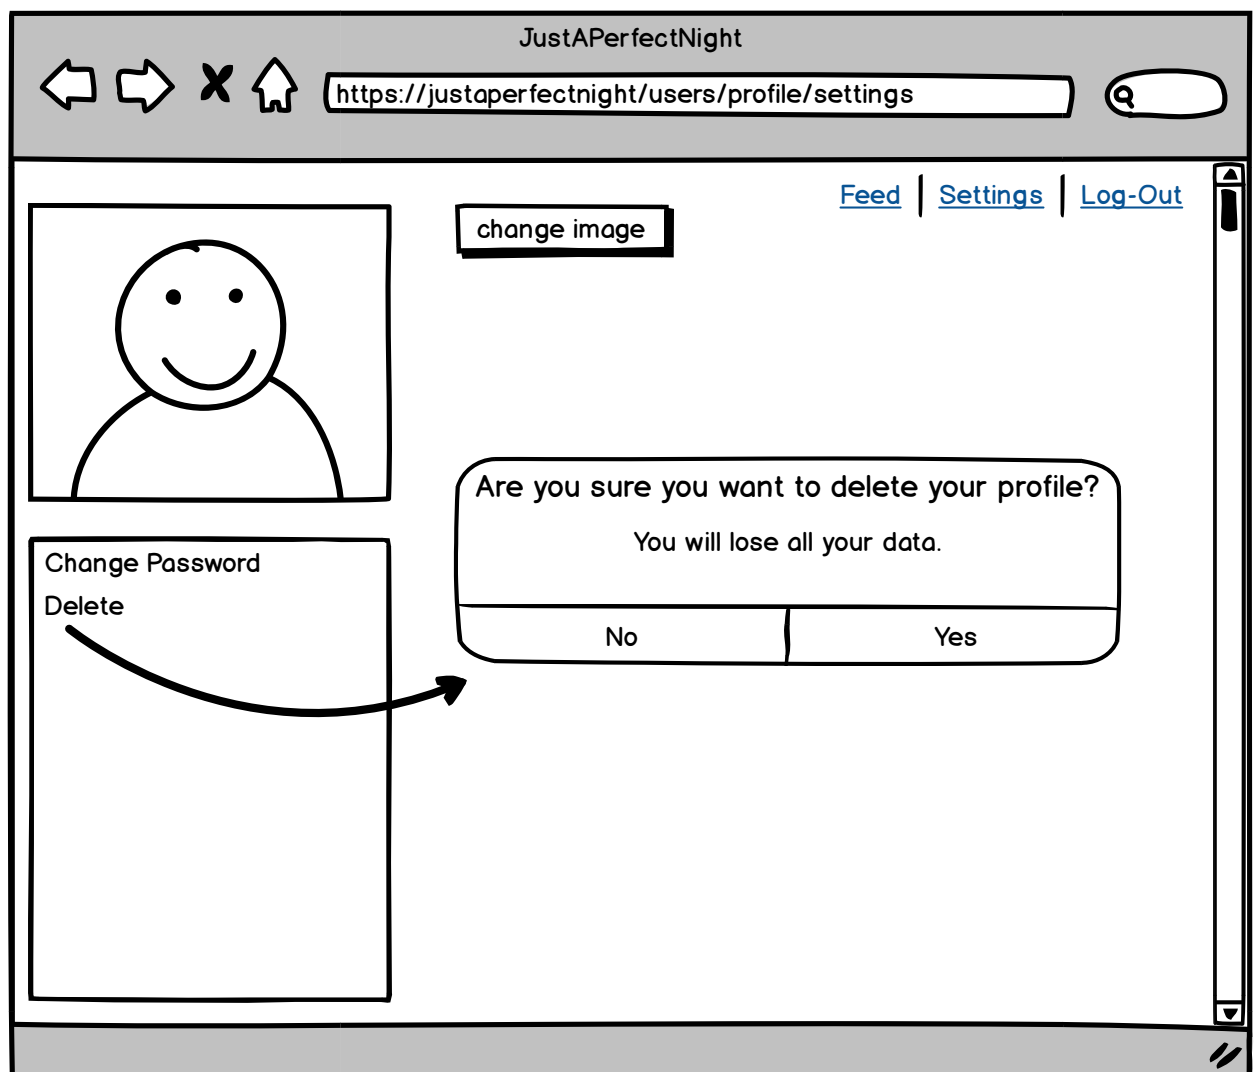 JustAPerfectNight
https://justaperfectnight/users/profile/settings
Feed Settings Log-Out
change image
Are you sure you want to delete your profile?
You will lose all your data.
No Yes
Change Password
Delete